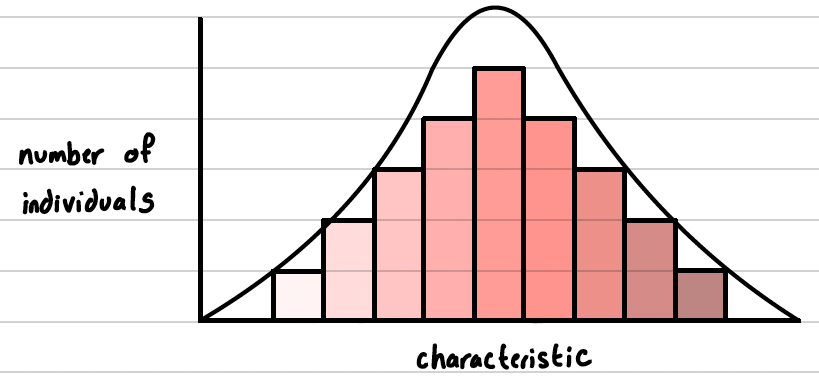 number of
individuals
characteristic